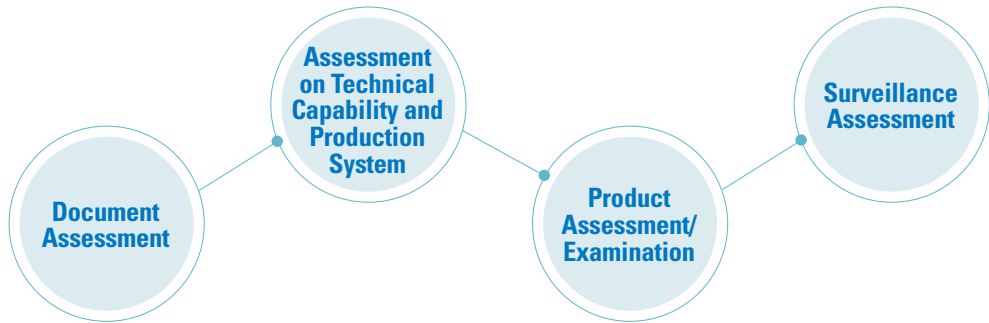 Document
Assessment
Assessment
on Technical
Capability and
Production
System
Product
Assessment/
Examination
Surveillance
Assessment